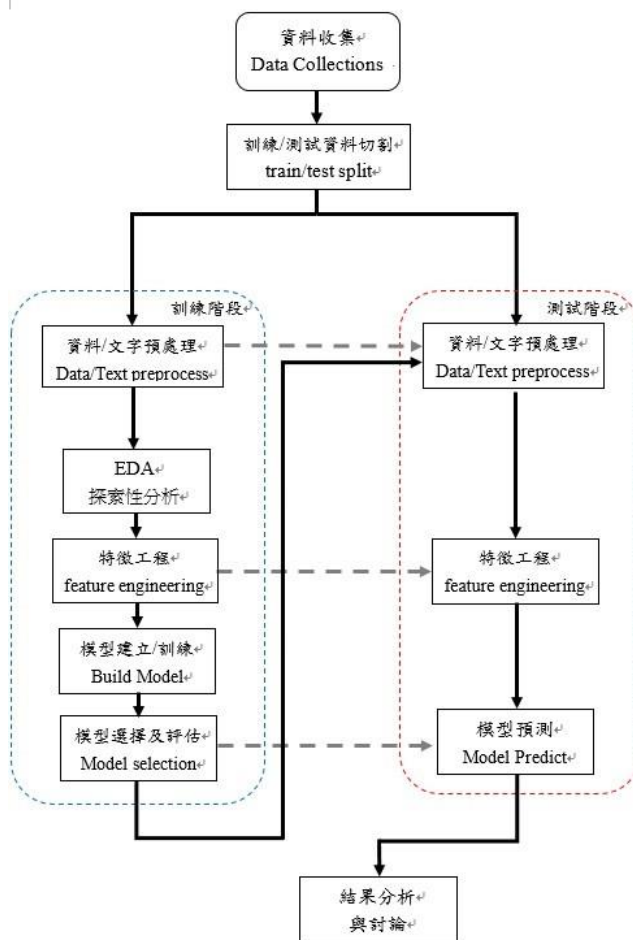 資料收集
Data Collections
訓練/測試資料切割
train/test split
訓練階段
測試階段
資料/文字預處理
Data/Text preprocess
資料/文字預處理
Data/Text preprocess
EDA
探索性分析
特徵工程
feature engineering
特徵工程
feature engineering
模型建立/訓練
Build Model
模型選擇及評估
Model selection
模型預測
Model Predict
結果分析
與討論